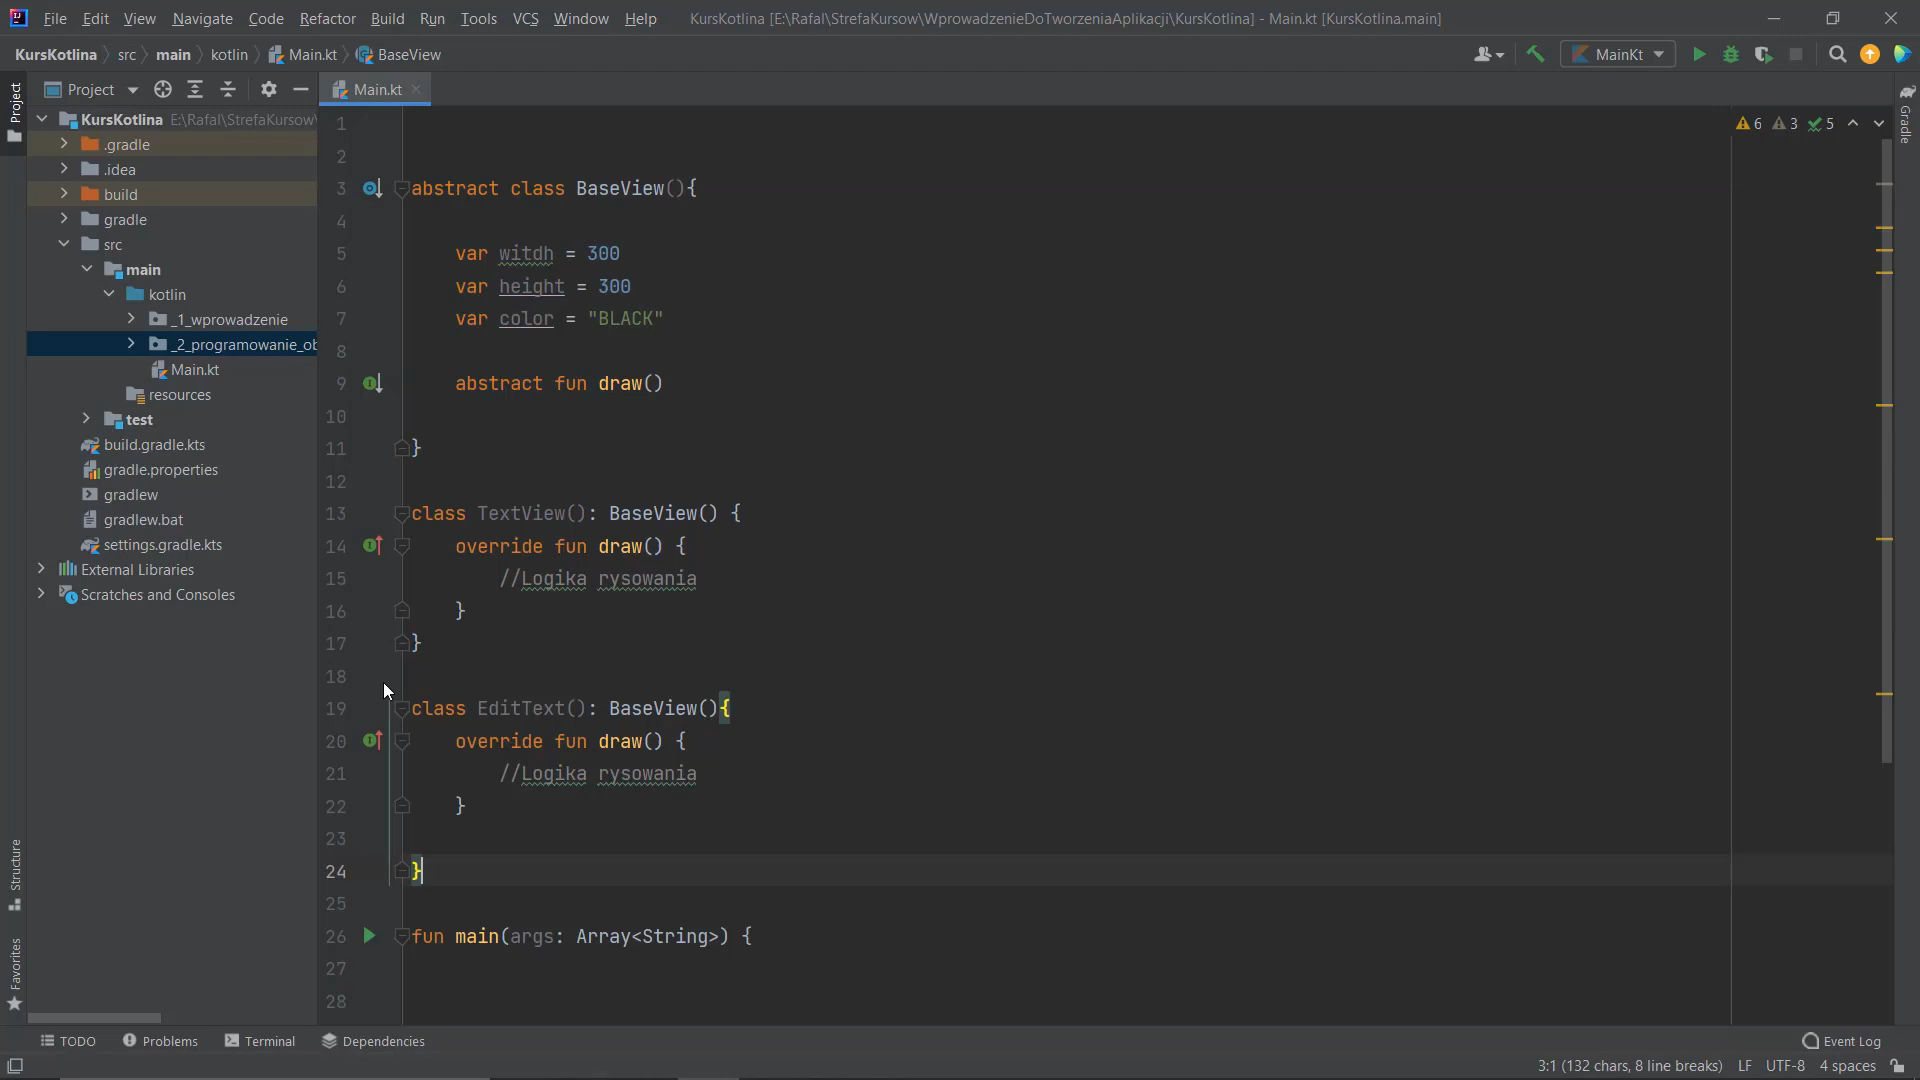 File Edit View Navigate Code Refactor Build Run Tools VCS Window Help KursKotlina [E:\Rafal\StrefaKursow\WprowadzenieDoTworzeniaAplikacji\KursKotlina] - Main.kt [KursKotlina.main]
KursKotlina src main kotlin Main.kt BaseView MainKt
Project Main.kt
Project
KursKotlina E:\Rafal\StrefaKursow\
.gradle
.idea
build
gradle
src
main
kotlin
_1_wprowadzenie
_2_programowanie_ob
Main.kt
resources
test
build.gradle.kts
gradle.properties
gradlew
gradlew.bat
settings.gradle.kts
External Libraries
Scratches and Consoles
Structure
Favorites
6 3 5
Gradle
1
2
3 abstract class BaseView(){
4
5 var witdh = 300
6 var height = 300
7 var color = "BLACK"
8
9 abstract fun draw()
10
11 }
12
13 class TextView(): BaseView() {
14 override fun draw() {
15 //Logika rysowania
16 }
17 }
18
19 class EditText(): BaseView(){
20 override fun draw() {
21 //Logika rysowania
22 }
23
24 }
25
26 fun main(args: Array<String>) {
27
28
TODO Problems Terminal Dependencies Event Log
3:1 (132 chars, 8 line breaks) LF UTF-8 4 spaces